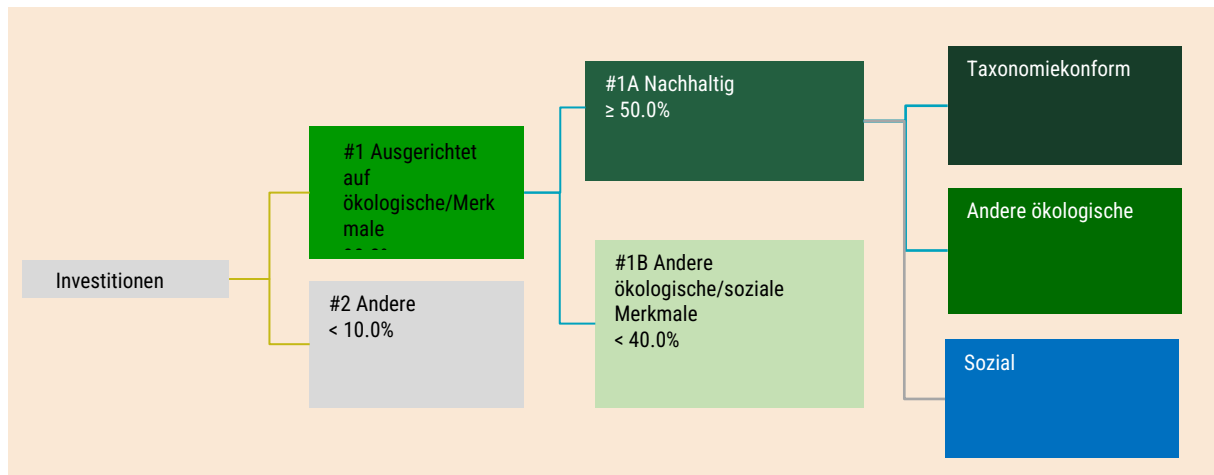 Investitionen
#1 Ausgerichtet
auf
ökologische/Merk
male
#2 Andere
< 10.0%
#1A Nachhaltig
≥ 50.0%
#1B Andere
ökologische/soziale
Merkmale
< 40.0%
Taxonomiekonform
Andere ökologische
Sozial